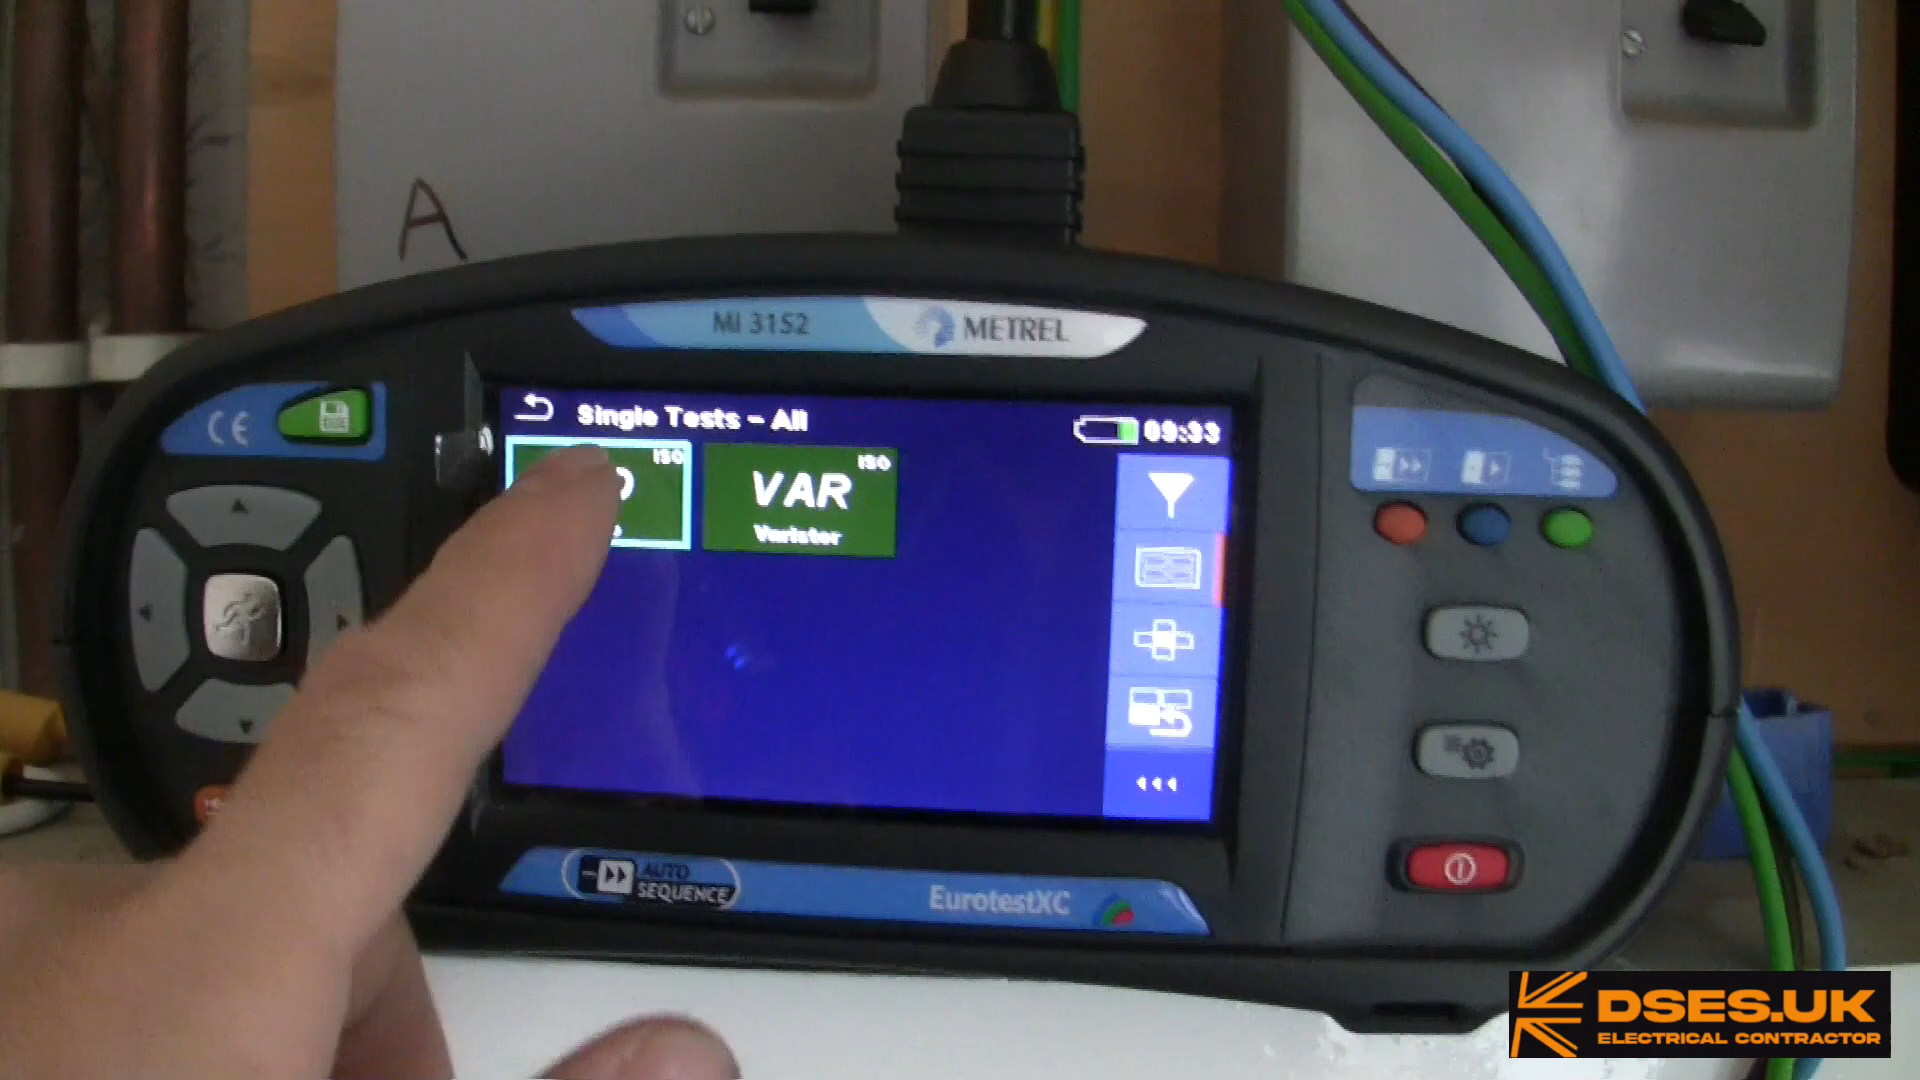 A
MI 3152
METREL
CE
Single Tests - All
09:33
ISO
ISO
VAR
Varistor
AUTO
SEQUENCE
EurotestXC
DSES.UK
ELECTRICAL CONTRACTOR